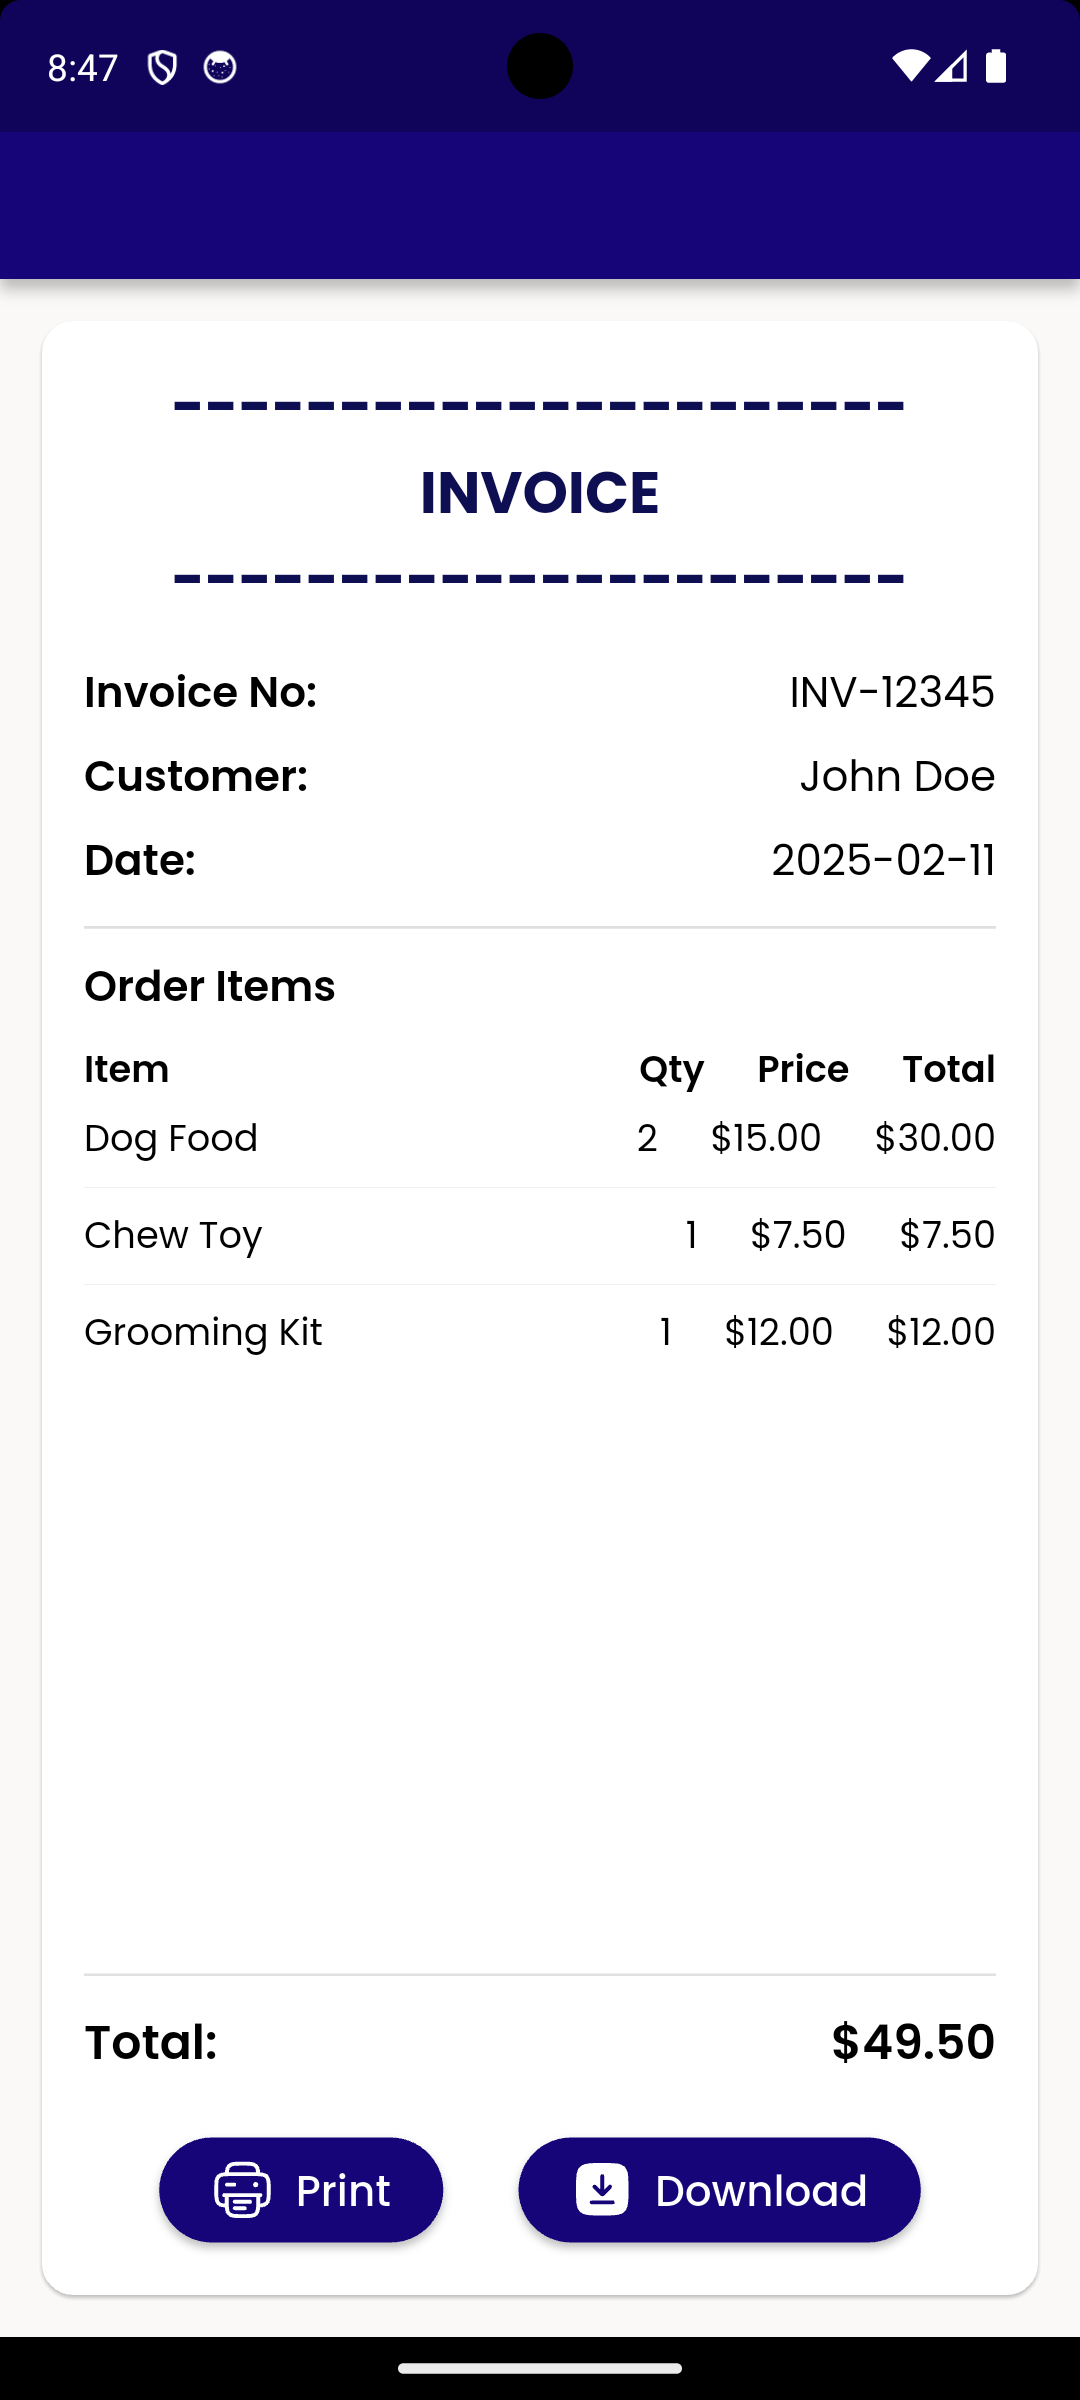 8:47
----------------------
INVOICE
----------------------
Invoice No: INV-12345
Customer: John Doe
Date: 2025-02-11
Order Items
Item Qty Price Total
Dog Food 2 $15.00 $30.00
Chew Toy 1 $7.50 $7.50
Grooming Kit 1 $12.00 $12.00
Total: $49.50
Print Download